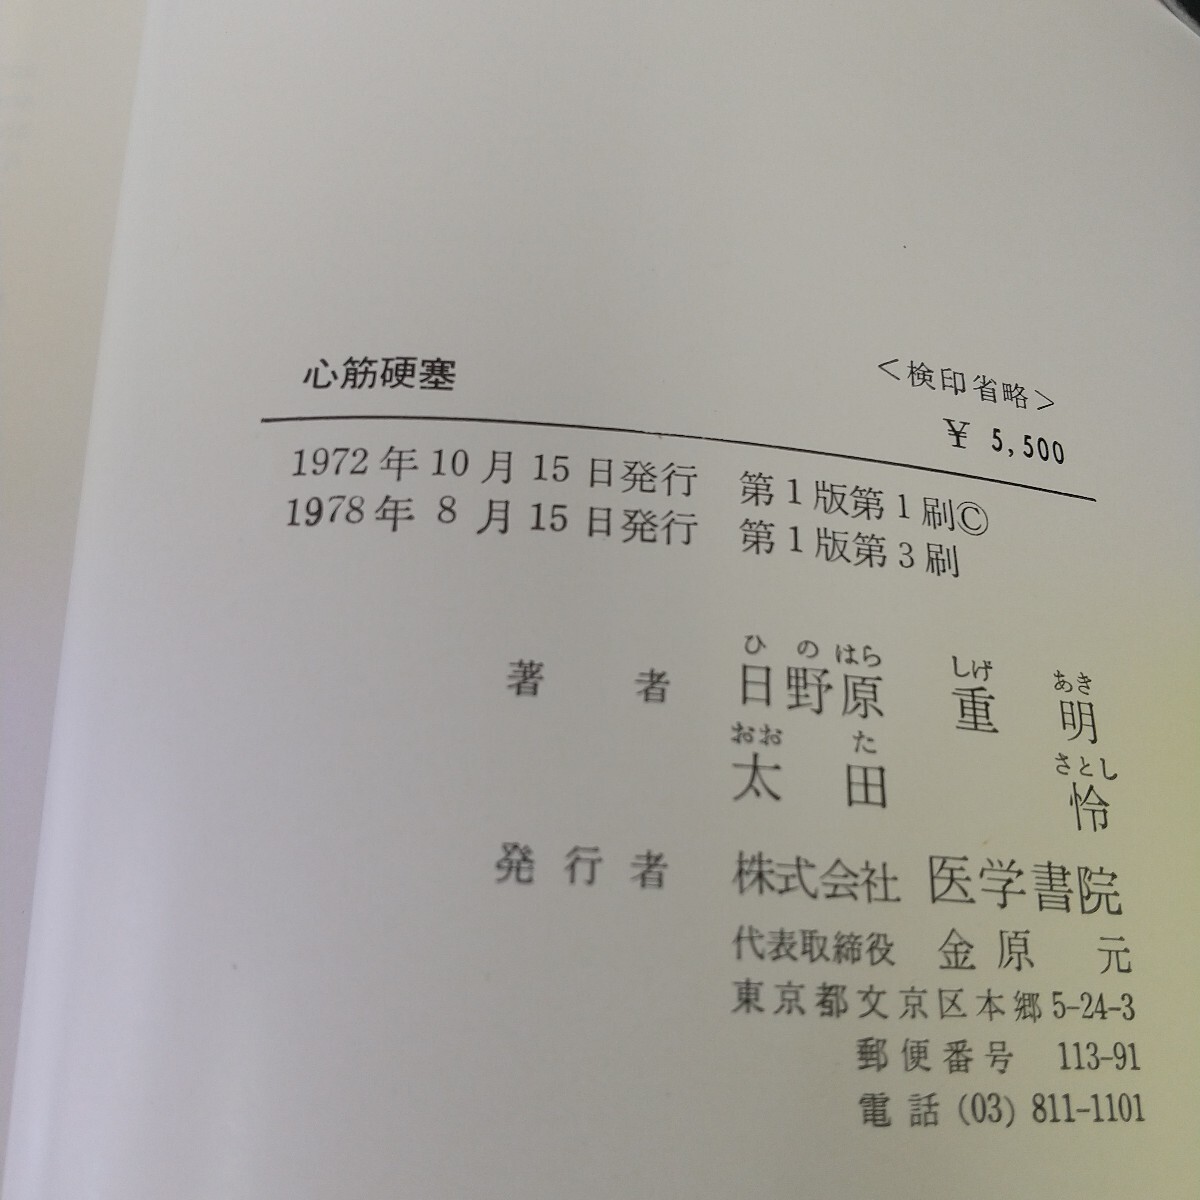 心筋硬塞
<検印省略>
¥ 5,500
1972年10月15日発行 第1版第1刷©
1978年 8月15日発行 第1版第3刷
ひのはら しげ あき
著者 日野原 重明
おお た さとし
太田 怜
発行者 株式会社 医学書院
代表取締役 金原 元
東京都文京区本郷5-24-3
郵便番号 113-91
電話 (03) 811-1101